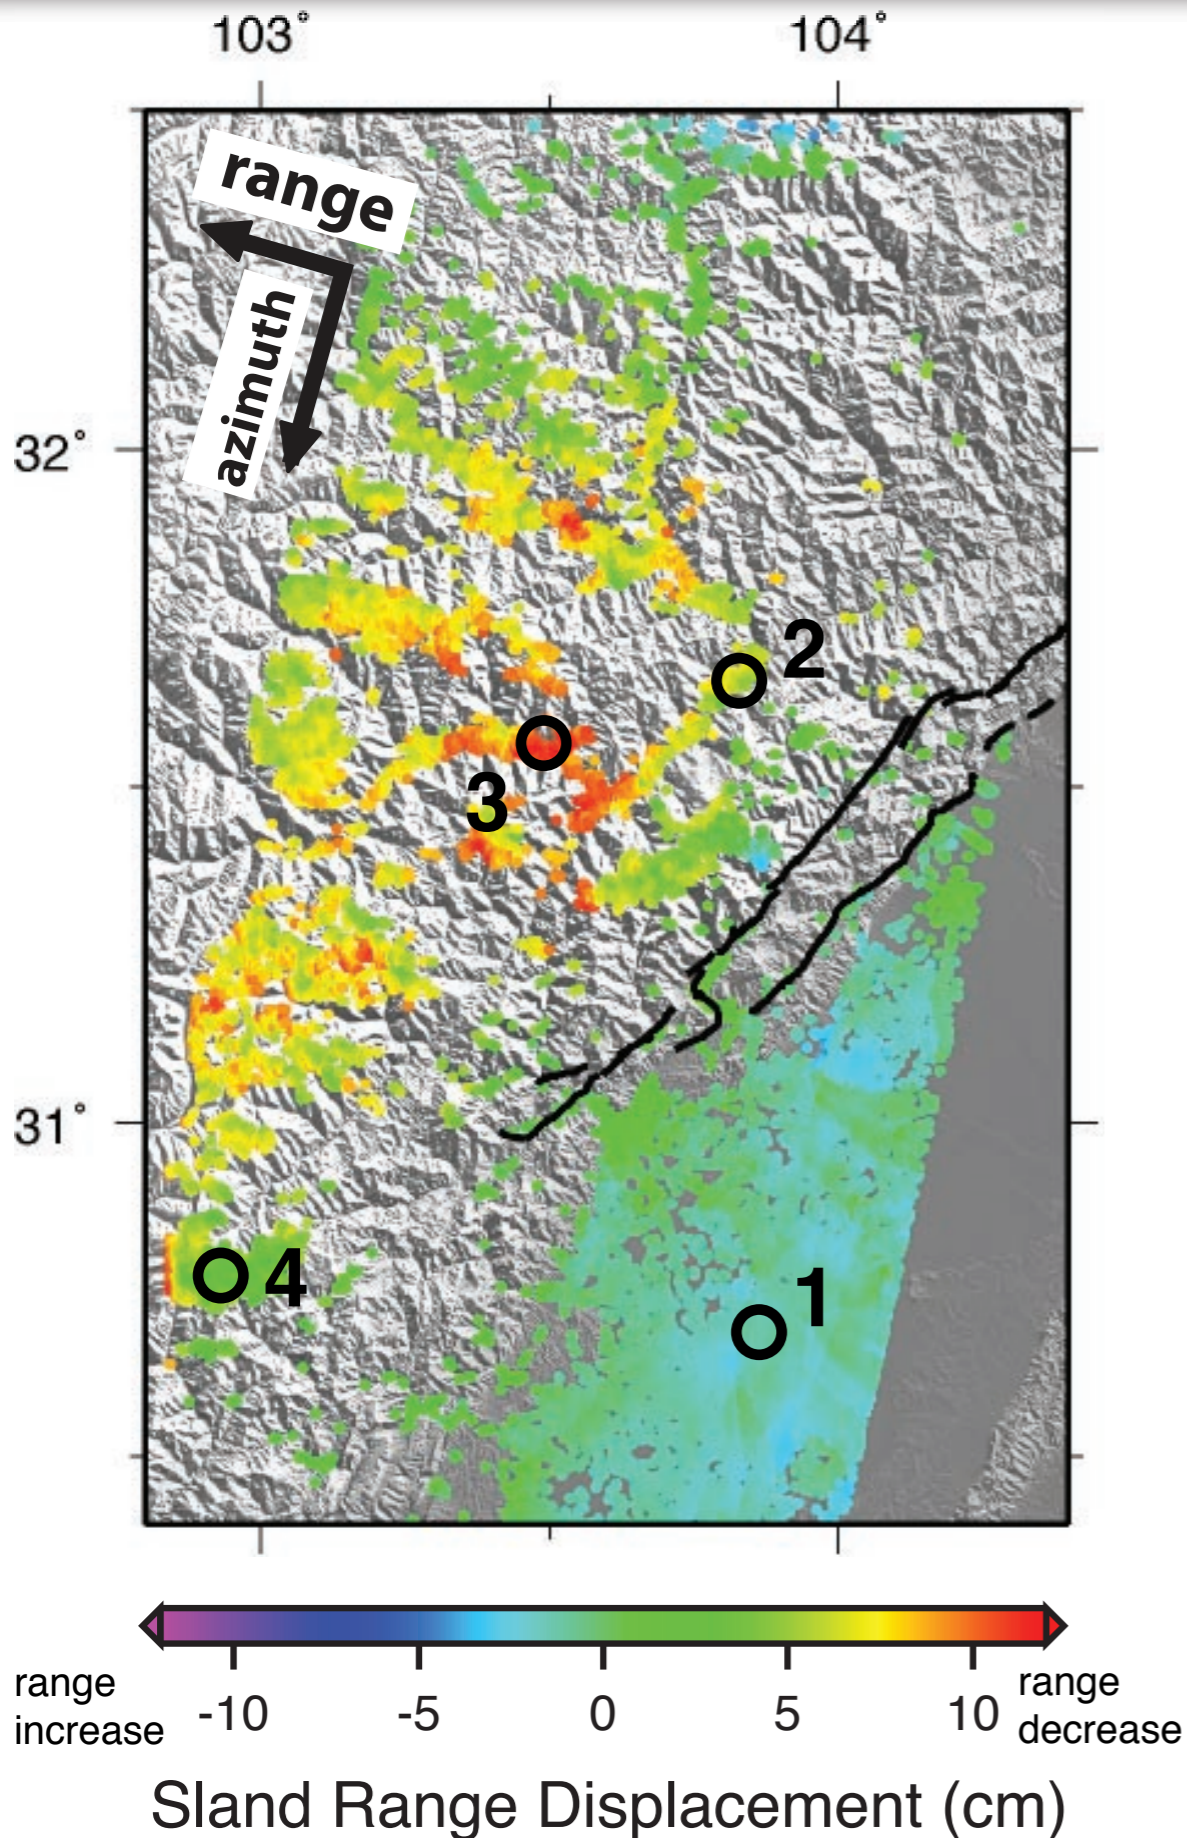 103° 104°
range
azimuth
32°
2
3
31°
4
1
range increase
-10 -5 0 5 10
range decrease
Sland Range Displacement (cm)